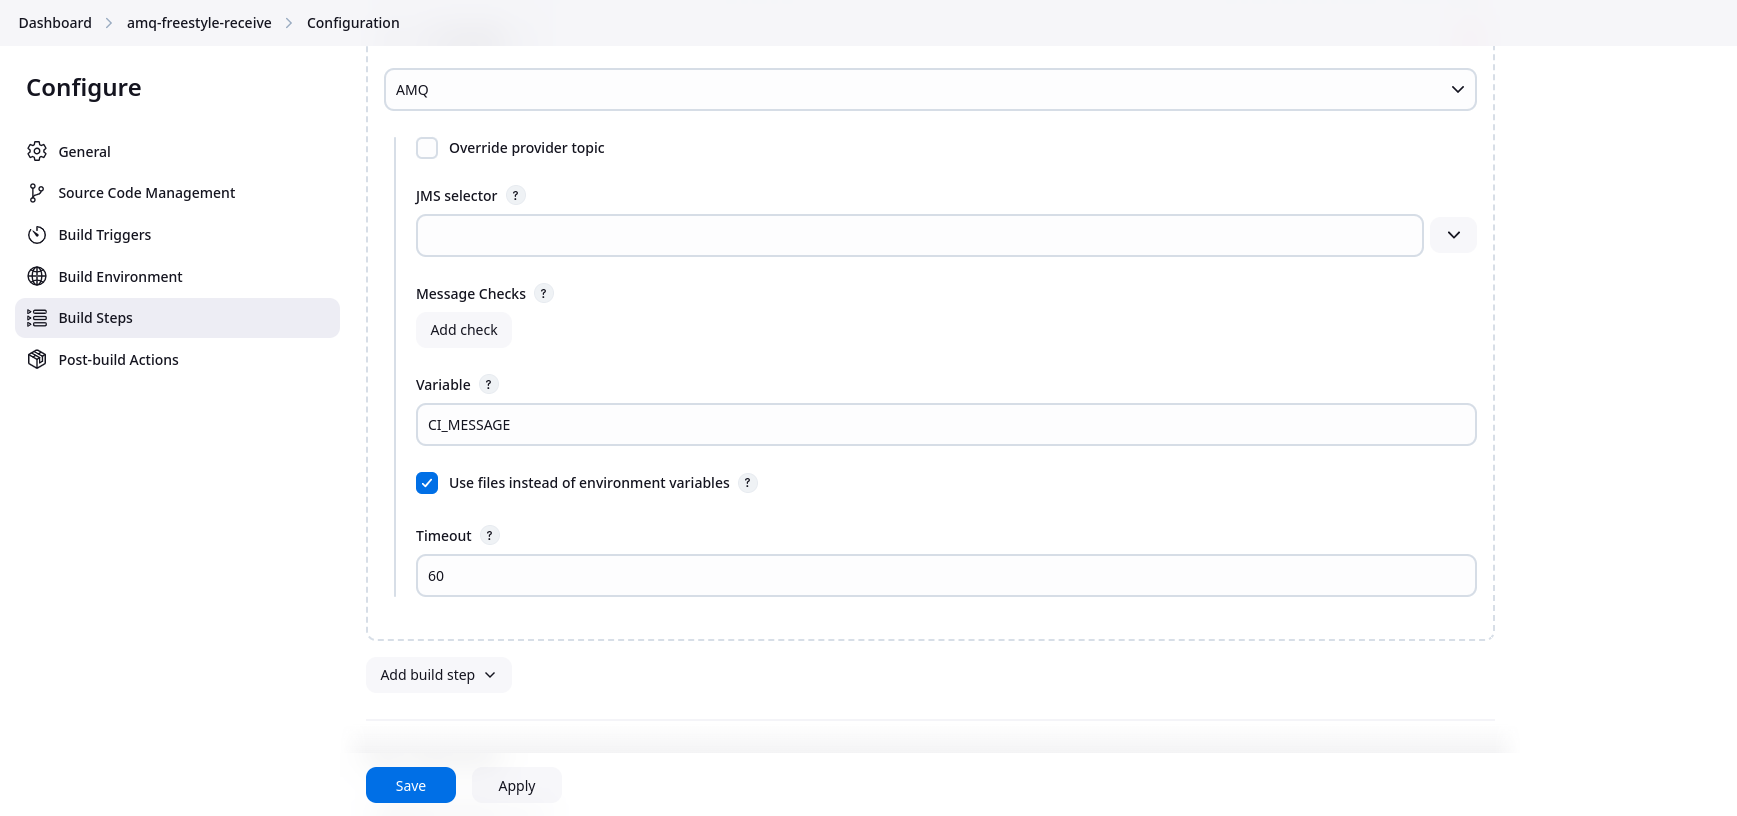 Dashboard > amq-freestyle-receive > Configuration
Configure
General
Source Code Management
Build Triggers
Build Environment
Build Steps
Post-build Actions
AMQ
Override provider topic
JMS selector ?
Message Checks ?
Add check
Variable ?
CI_MESSAGE
Use files instead of environment variables ?
Timeout ?
60
Add build step
Save Apply